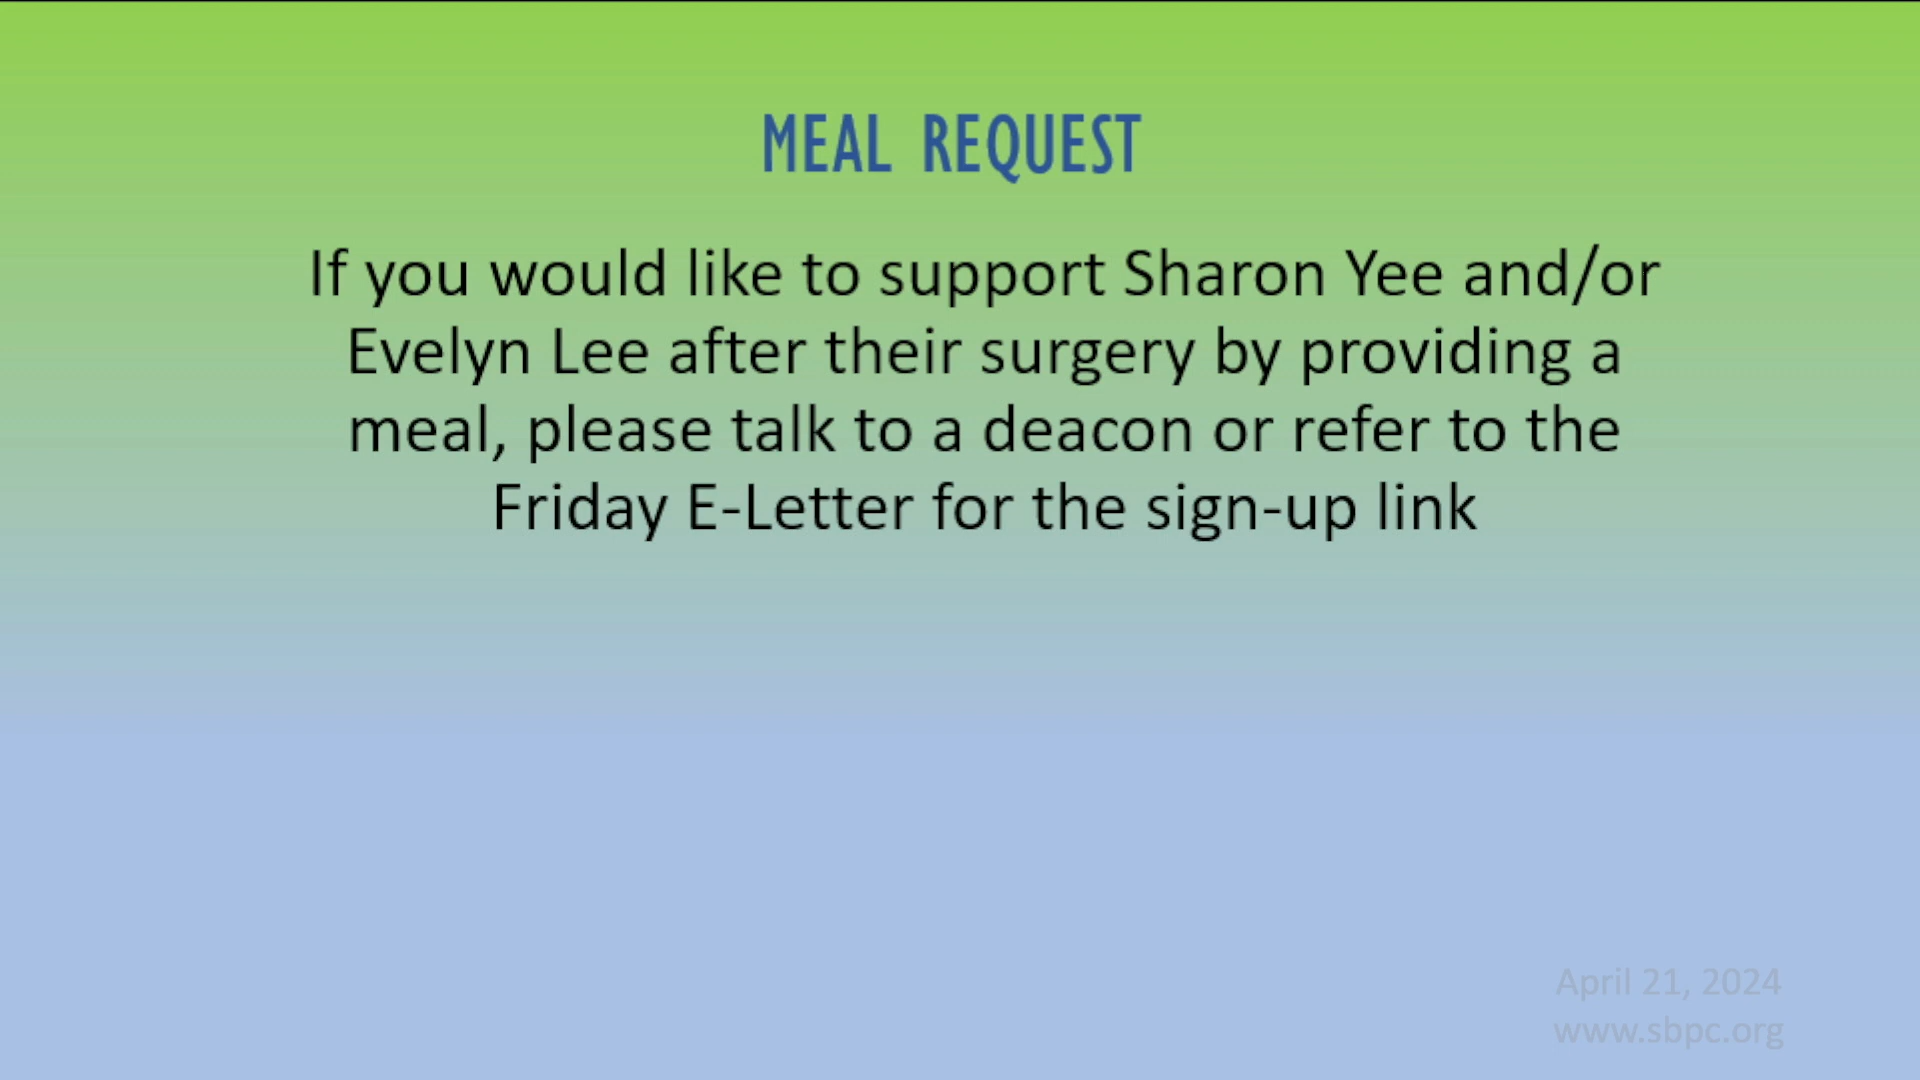 MEAL REQUEST
If you would like to support Sharon Yee and/or
Evelyn Lee after their surgery by providing a
meal, please talk to a deacon or refer to the
Friday E-Letter for the sign-up link
April 21, 2024
www.sbpc.org